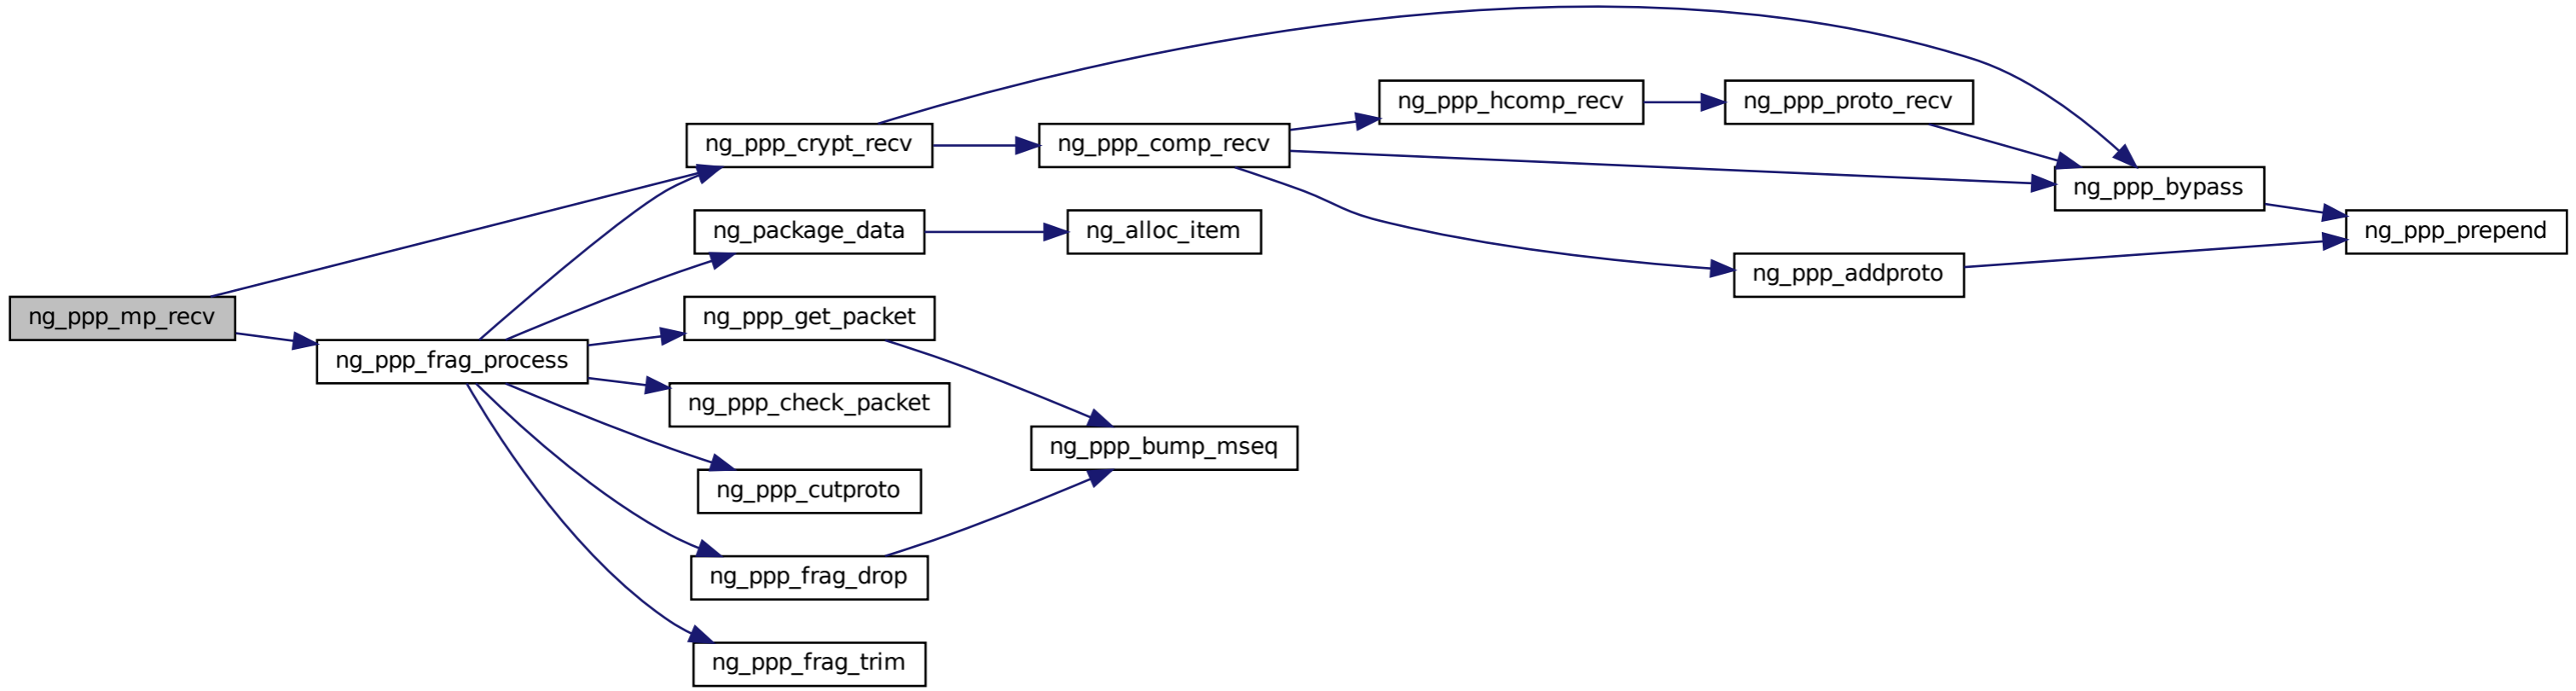 ng_ppp_mp_recv
ng_ppp_frag_process
ng_ppp_crypt_recv
ng_package_data
ng_ppp_get_packet
ng_ppp_check_packet
ng_ppp_cutproto
ng_ppp_frag_drop
ng_ppp_frag_trim
ng_ppp_comp_recv
ng_alloc_item
ng_ppp_bump_mseq
ng_ppp_hcomp_recv
ng_ppp_proto_recv
ng_ppp_addproto
ng_ppp_bypass
ng_ppp_prepend